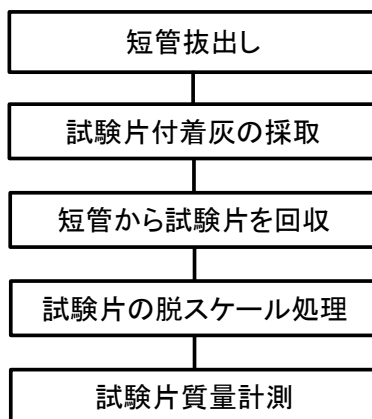 短管抜出し
試験片付着灰の採取
短管から試験片を回収
試験片の脱スケール処理
試験片質量計測